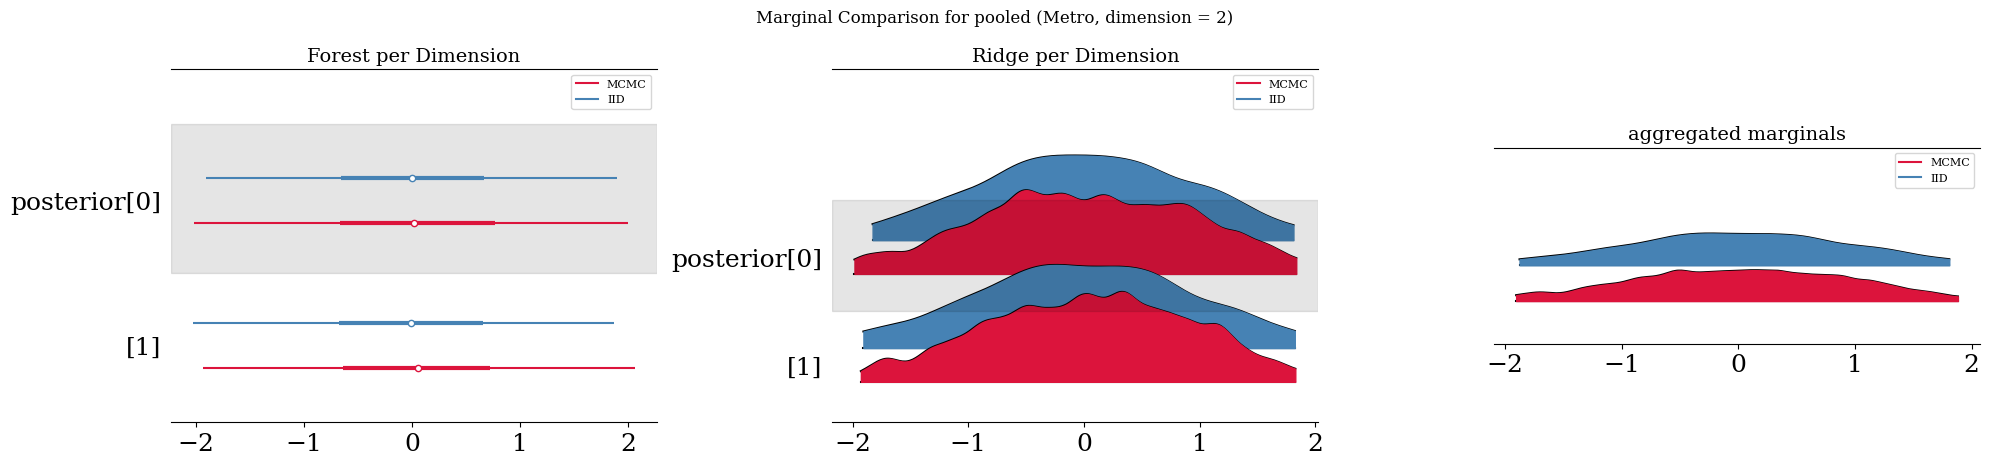 Marginal Comparison for pooled (Metro, dimension = 2)
Forest per Dimension
MCMC
IID
posterior[0]
[1]
−2 −1 0 1 2
Ridge per Dimension
MCMC
IID
posterior[0]
[1]
−2 −1 0 1 2
aggregated marginals
MCMC
IID
−2 −1 0 1 2